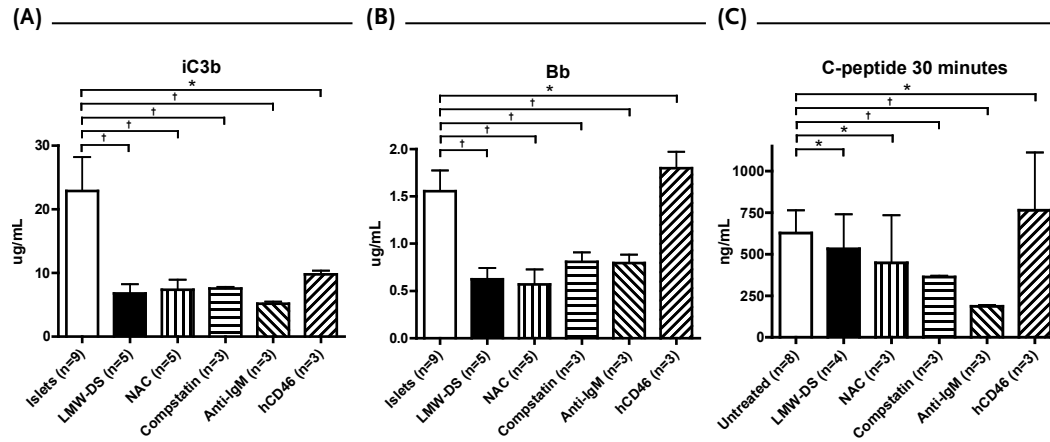 (A)
iC3b
*
†
†
†
†
30
20
10
0
ug/mL
Islets (n=9)
LMW-DS (n=5)
NAC (n=5)
Compstatin (n=3)
Anti-IgM (n=3)
hCD46 (n=3)
(B)
Bb
*
†
†
†
†
2.0
1.5
1.0
0.5
0.0
ug/mL
Islets (n=9)
LMW-DS (n=5)
NAC (n=5)
Compstatin (n=3)
Anti-IgM (n=3)
hCD46 (n=3)
(C)
C-peptide 30 minutes
*
†
†
*
*
1000
750
500
250
0
ng/mL
Untreated (n=8)
LMW-DS (n=4)
NAC (n=3)
Compstatin (n=3)
Anti-IgM (n=3)
hCD46 (n=3)